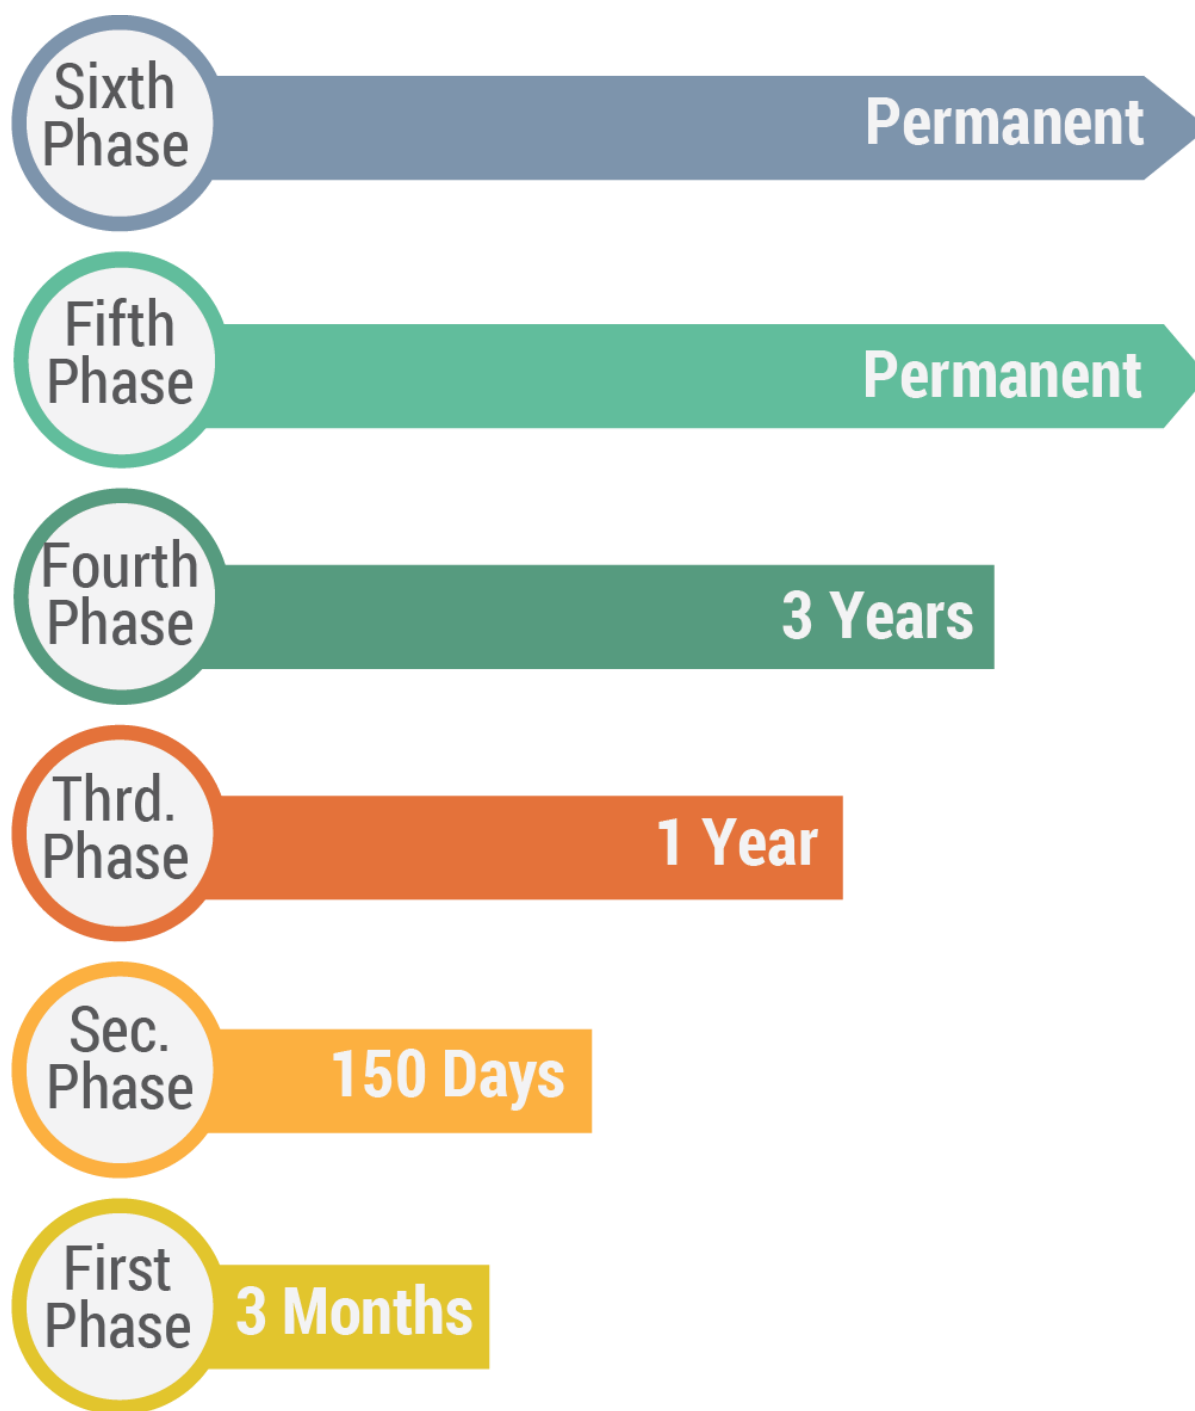 Sixth
Phase
Permanent
Fifth
Phase
Permanent
Fourth
Phase
3 Years
Thrd.
Phase
1 Year
Sec.
Phase
150 Days
First
Phase
3 Months